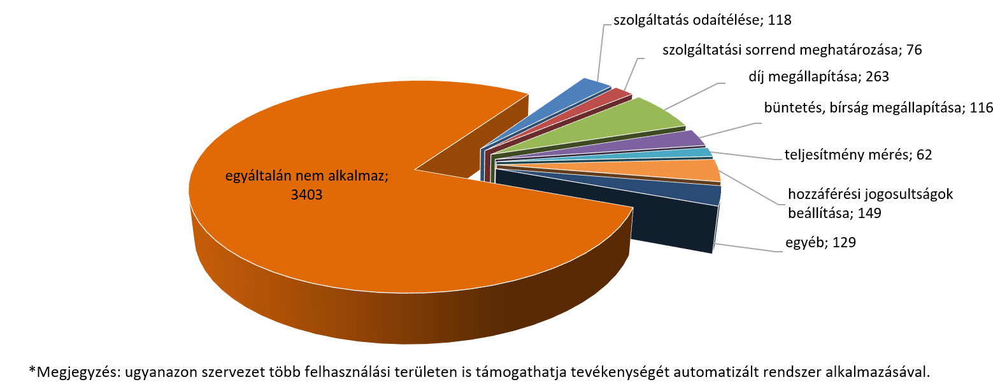 szolgáltatás odaítélése; 118
szolgáltatási sorrend meghatározása; 76
díj megállapítása; 263
büntetés, bírság megállapítása; 116
teljesítmény mérés; 62
egyáltalán nem alkalmaz;
3403
hozzáférési jogosultságok
beállítása; 149
egyéb; 129
*Megjegyzés: ugyanazon szervezet több felhasználási területen is támogathatja tevékenységét automatizált rendszer alkalmazásával.